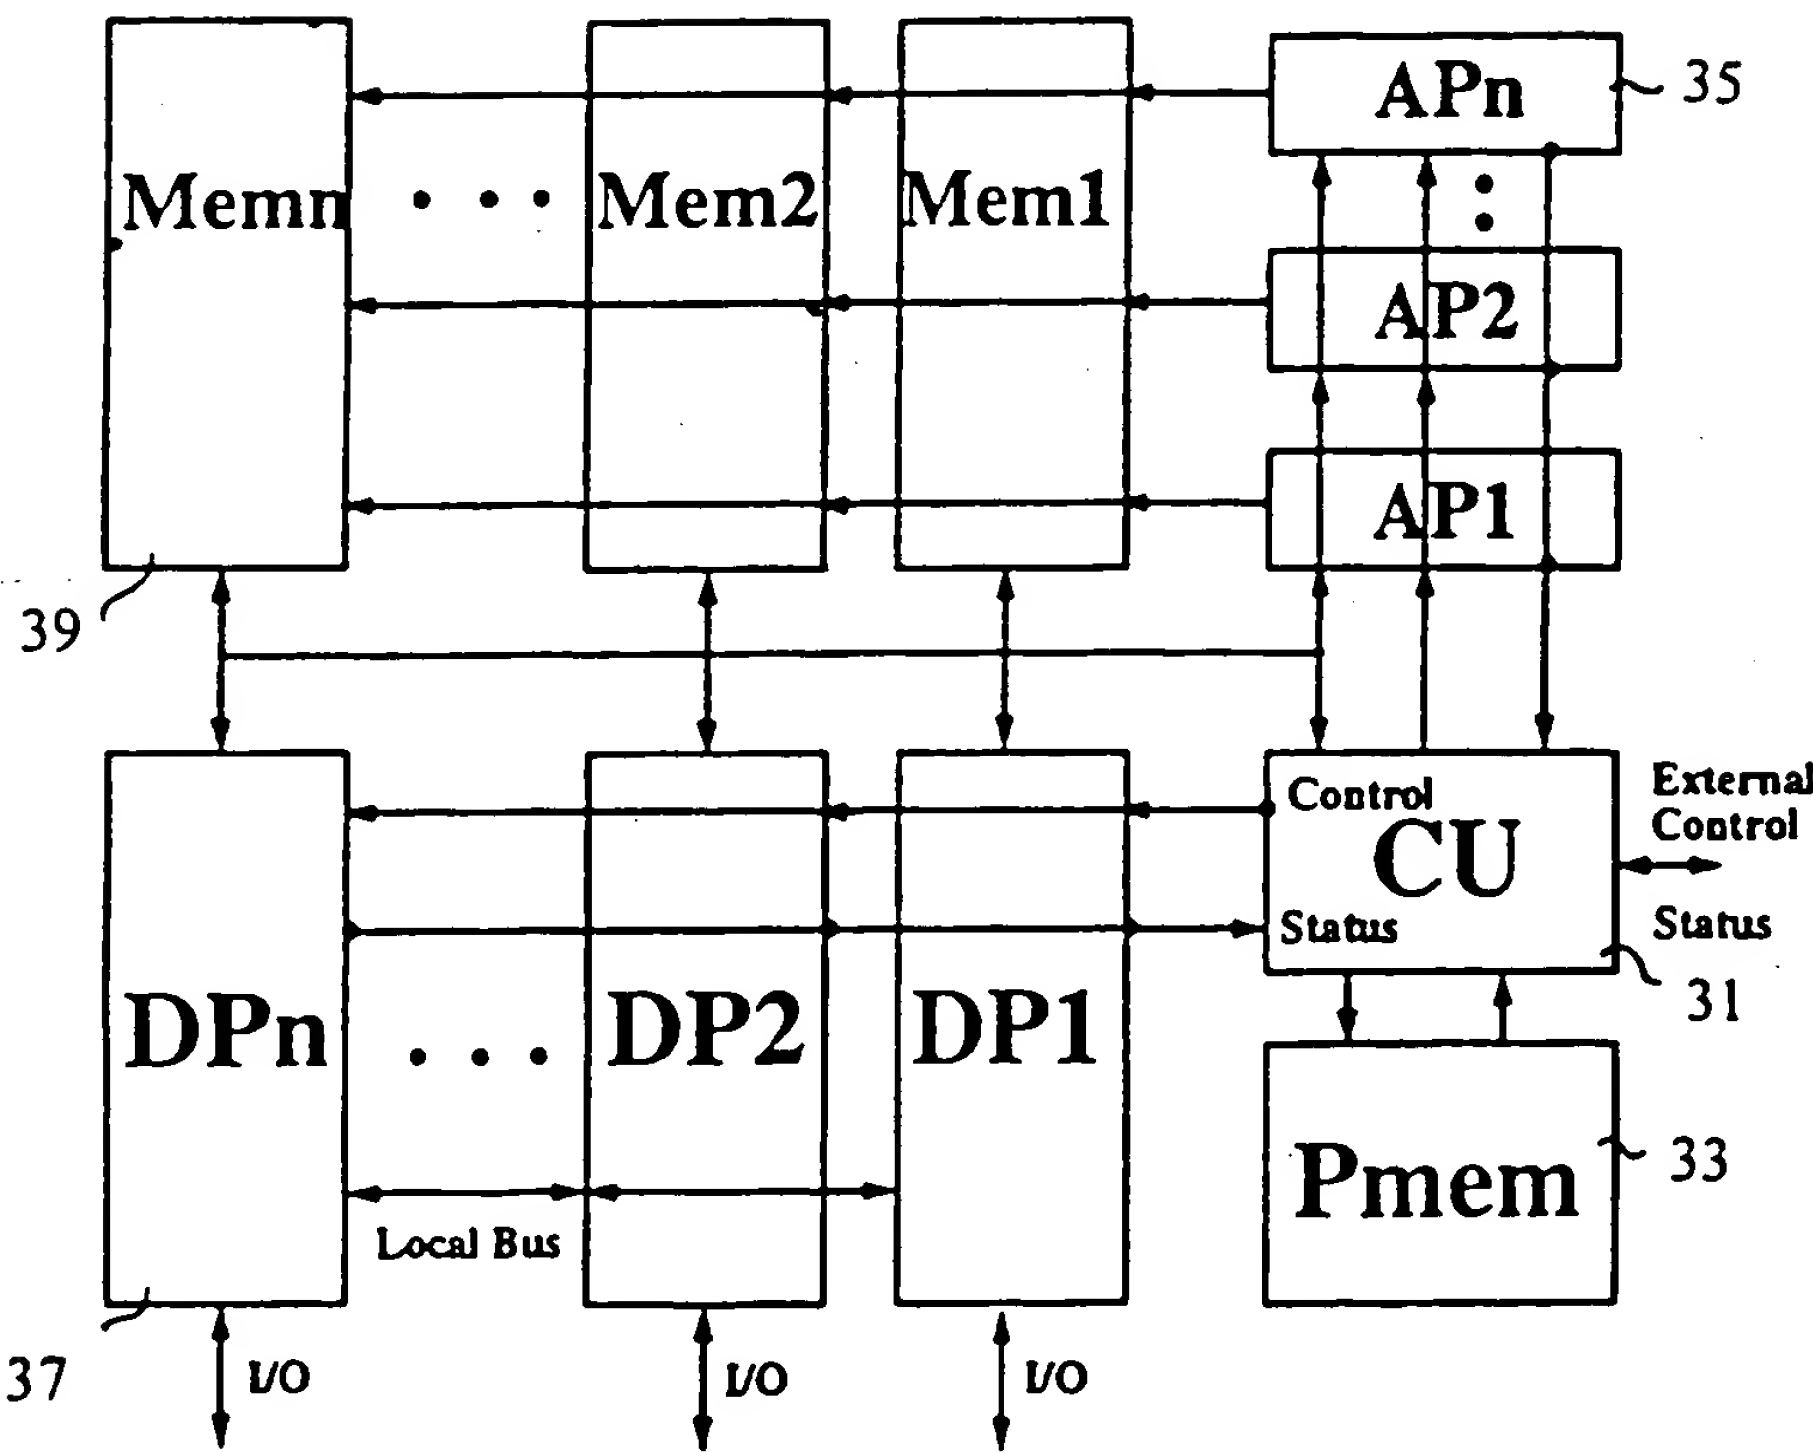 APn
35
Memn
Mem2
Mem1
AP2
AP1
39
Control
External
Control
CU
Status
Status
31
DPn
DP2
DP1
33
Pmem
Local Bus
37
I/O
I/O
I/O